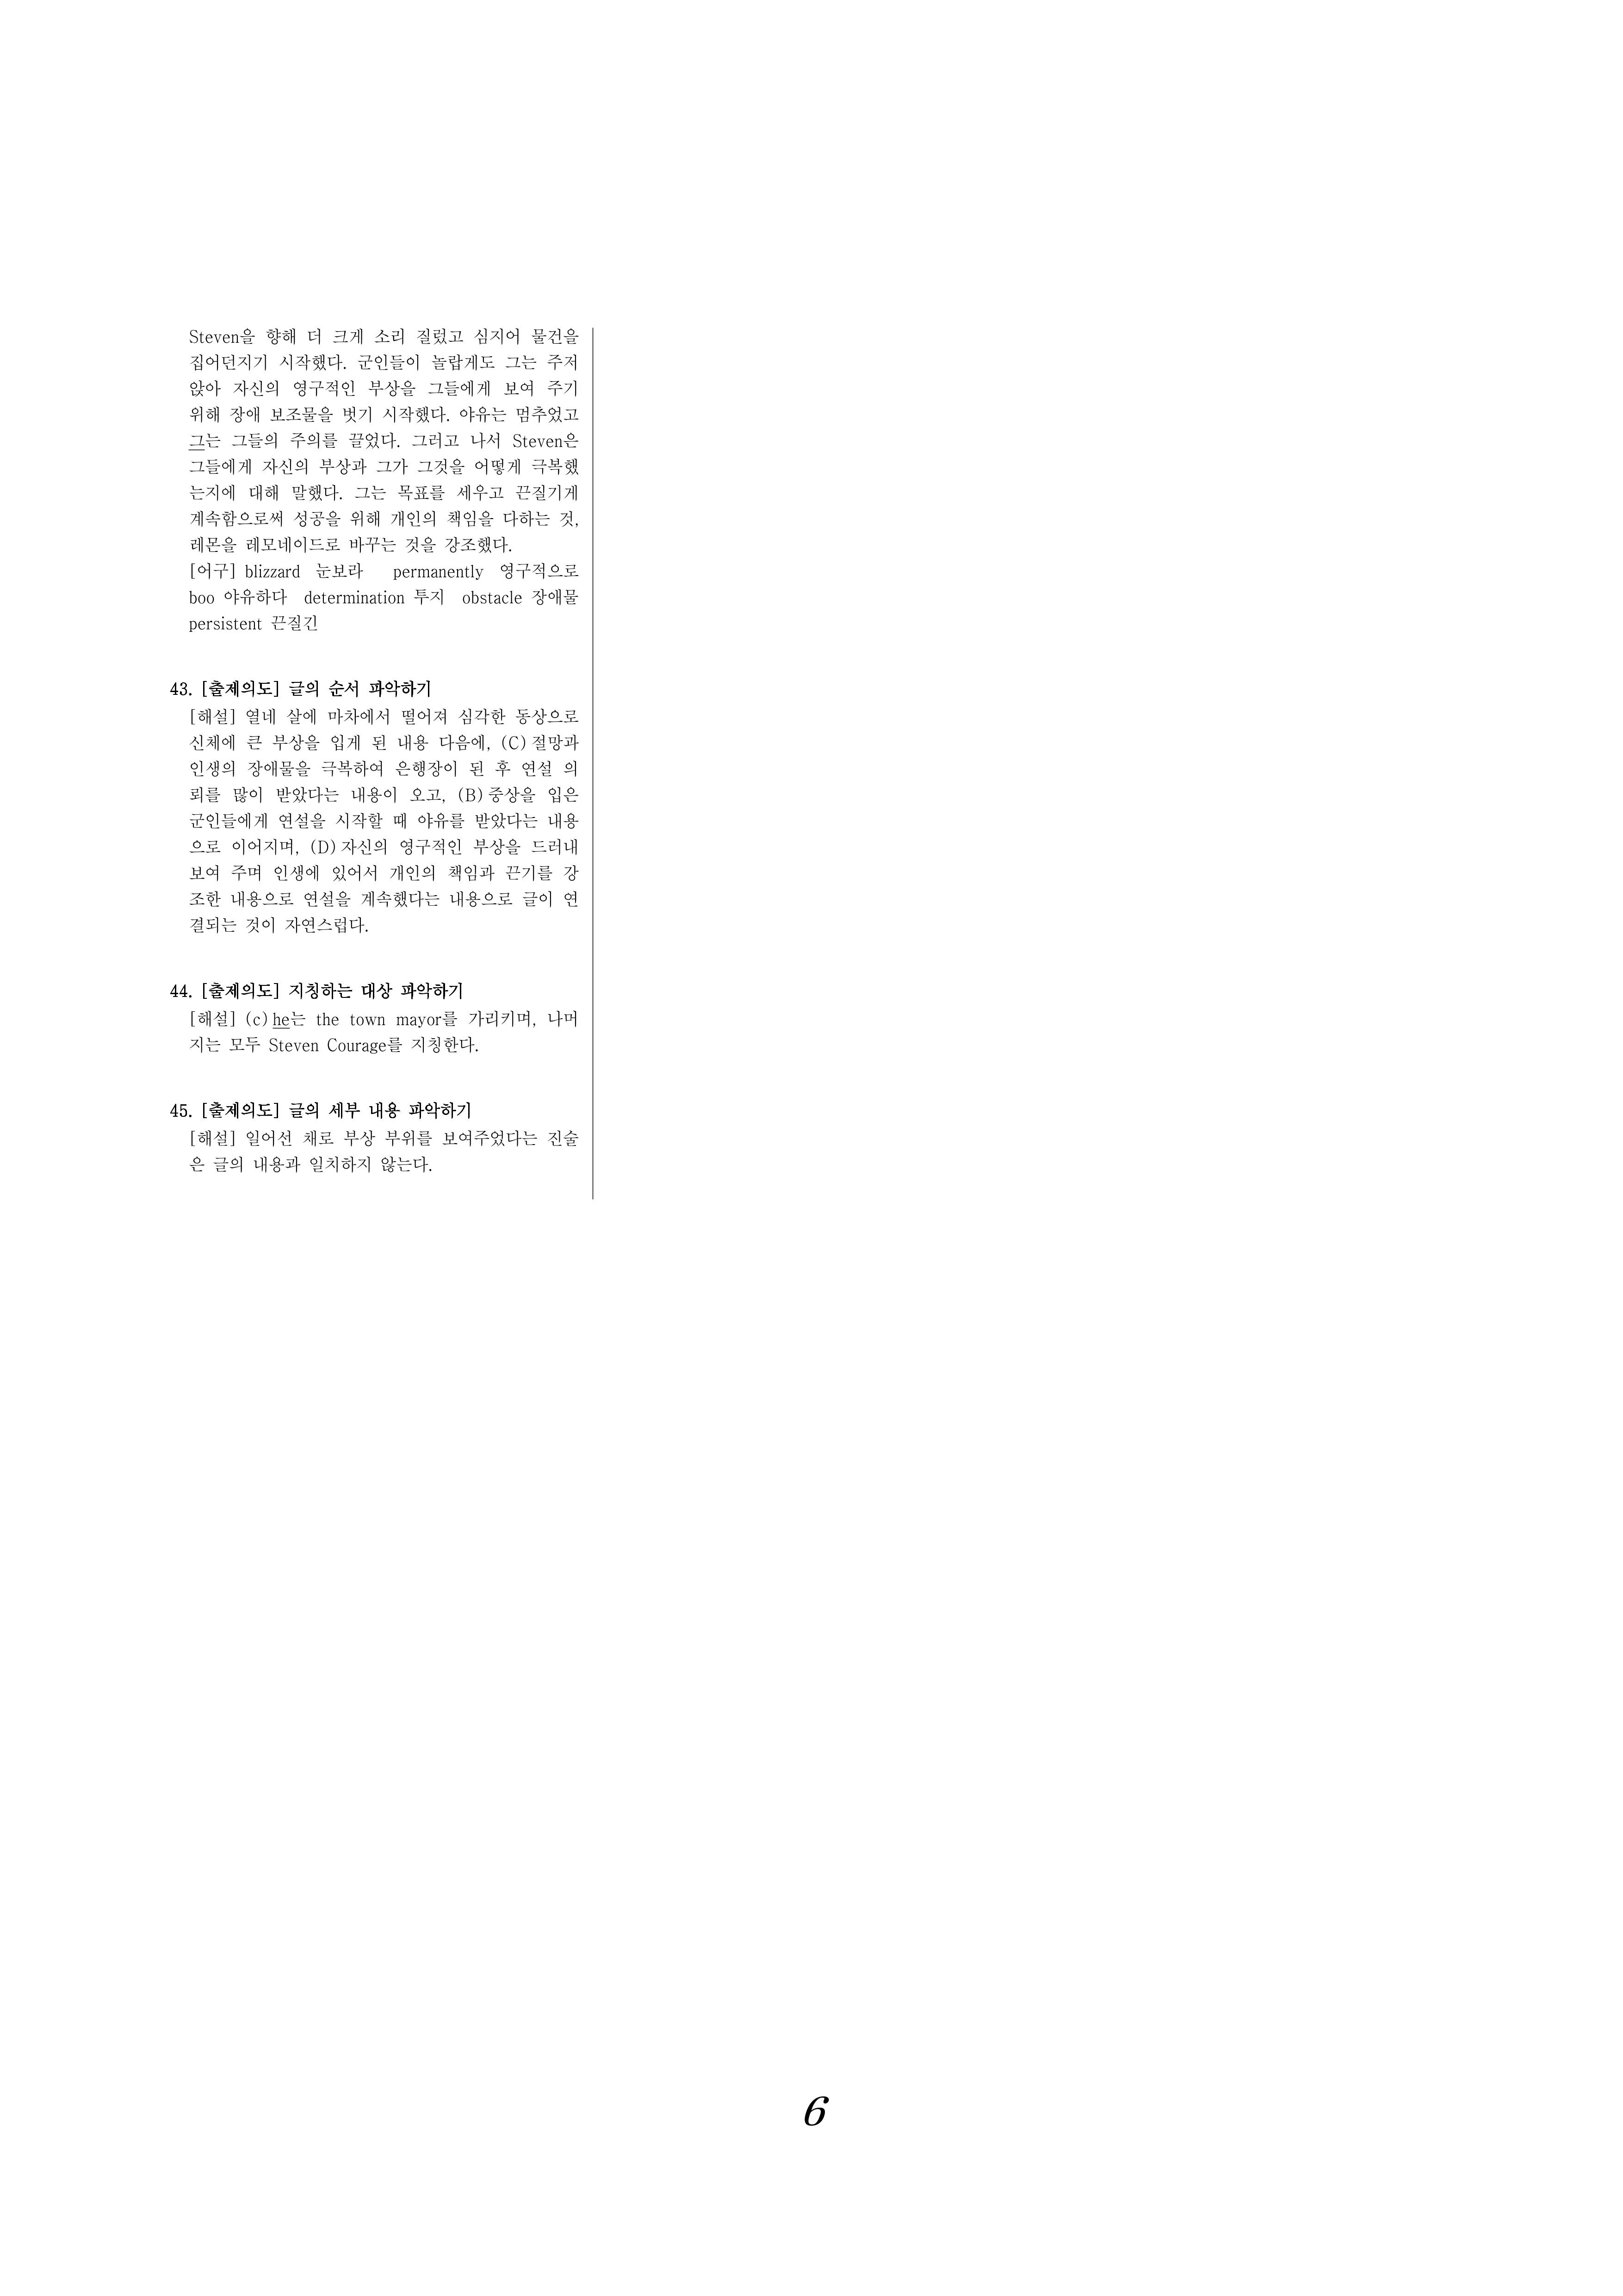 Steven을 향해 더 크게 소리 질렀고 심지어 물건을
집어던지기 시작했다. 군인들이 놀랍게도 그는 주저
앉아 자신의 영구적인 부상을 그들에게 보여 주기
위해 장애 보조물을 벗기 시작했다. 야유는 멈추었고
그는 그들의 주의를 끌었다. 그러고 나서 Steven은
그들에게 자신의 부상과 그가 그것을 어떻게 극복했
는지에 대해 말했다. 그는 목표를 세우고 끈질기게
계속함으로써 성공을 위해 개인의 책임을 다하는 것,
레몬을 레모네이드로 바꾸는 것을 강조했다.
[어구] blizzard 눈보라 permanently 영구적으로
boo 야유하다 determination 투지 obstacle 장애물
persistent 끈질긴
43. [출제의도] 글의 순서 파악하기
[해설] 열네 살에 마차에서 떨어져 심각한 동상으로
신체에 큰 부상을 입게 된 내용 다음에, (C) 절망과
인생의 장애물을 극복하여 은행장이 된 후 연설 의
뢰를 많이 받았다는 내용이 오고, (B) 중상을 입은
군인들에게 연설을 시작할 때 야유를 받았다는 내용
으로 이어지며, (D) 자신의 영구적인 부상을 드러내
보여 주며 인생에 있어서 개인의 책임과 끈기를 강
조한 내용으로 연설을 계속했다는 내용으로 글이 연
결되는 것이 자연스럽다.
44. [출제의도] 지칭하는 대상 파악하기
[해설] (c) he는 the town mayor를 가리키며, 나머
지는 모두 Steven Courage를 지칭한다.
45. [출제의도] 글의 세부 내용 파악하기
[해설] 일어선 채로 부상 부위를 보여주었다는 진술
은 글의 내용과 일치하지 않는다.
6